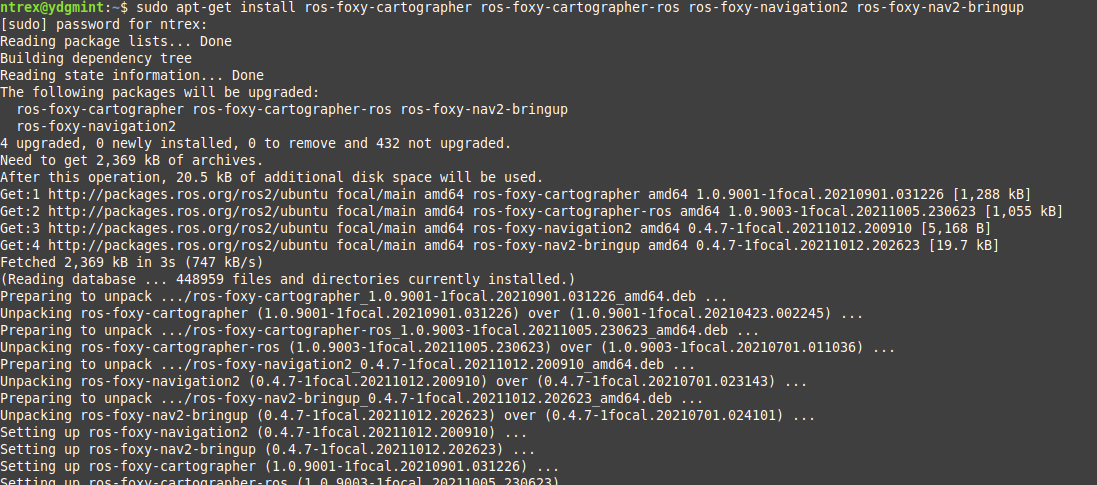 ntrex@ydgmint:~$ sudo apt-get install ros-foxy-cartographer ros-foxy-cartographer-ros ros-foxy-navigation2 ros-foxy-nav2-bringup
[sudo] password for ntrex:
Reading package lists... Done
Building dependency tree
Reading state information... Done
The following packages will be upgraded:
  ros-foxy-cartographer ros-foxy-cartographer-ros ros-foxy-nav2-bringup
  ros-foxy-navigation2
4 upgraded, 0 newly installed, 0 to remove and 432 not upgraded.
Need to get 2,369 kB of archives.
After this operation, 20.5 kB of additional disk space will be used.
Get:1 http://packages.ros.org/ros2/ubuntu focal/main amd64 ros-foxy-cartographer amd64 1.0.9001-1focal.20210901.031226 [1,288 kB]
Get:2 http://packages.ros.org/ros2/ubuntu focal/main amd64 ros-foxy-cartographer-ros amd64 1.0.9003-1focal.20211005.230623 [1,055 kB]
Get:3 http://packages.ros.org/ros2/ubuntu focal/main amd64 ros-foxy-navigation2 amd64 0.4.7-1focal.20211012.200910 [5,168 B]
Get:4 http://packages.ros.org/ros2/ubuntu focal/main amd64 ros-foxy-nav2-bringup amd64 0.4.7-1focal.20211012.202623 [19.7 kB]
Fetched 2,369 kB in 3s (747 kB/s)
(Reading database ... 448959 files and directories currently installed.)
Preparing to unpack .../ros-foxy-cartographer_1.0.9001-1focal.20210901.031226_amd64.deb ...
Unpacking ros-foxy-cartographer (1.0.9001-1focal.20210901.031226) over (1.0.9001-1focal.20210423.002245) ...
Preparing to unpack .../ros-foxy-cartographer-ros_1.0.9003-1focal.20211005.230623_amd64.deb ...
Unpacking ros-foxy-cartographer-ros (1.0.9003-1focal.20211005.230623) over (1.0.9003-1focal.20210701.011036) ...
Preparing to unpack .../ros-foxy-navigation2_0.4.7-1focal.20211012.200910_amd64.deb ...
Unpacking ros-foxy-navigation2 (0.4.7-1focal.20211012.200910) over (0.4.7-1focal.20210701.023143) ...
Preparing to unpack .../ros-foxy-nav2-bringup_0.4.7-1focal.20211012.202623_amd64.deb ...
Unpacking ros-foxy-nav2-bringup (0.4.7-1focal.20211012.202623) over (0.4.7-1focal.20210701.024101) ...
Setting up ros-foxy-navigation2 (0.4.7-1focal.20211012.200910) ...
Setting up ros-foxy-nav2-bringup (0.4.7-1focal.20211012.202623) ...
Setting up ros-foxy-cartographer (1.0.9001-1focal.20210901.031226) ...
Setting up ros-foxy-cartographer-ros (1.0.9003-1focal.20211005.230623)